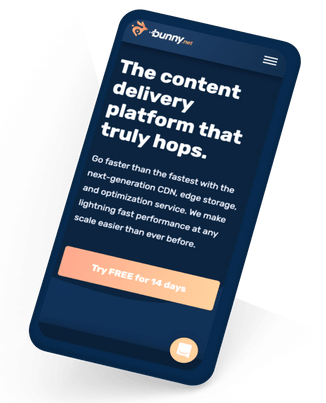 bunny.net
The content
delivery
platform that
truly hops.
Go faster than the fastest with the
next-generation CDN, edge storage,
and optimization service. We make
lightning fast performance at any
scale easier than ever before.
Try FREE for 14 days